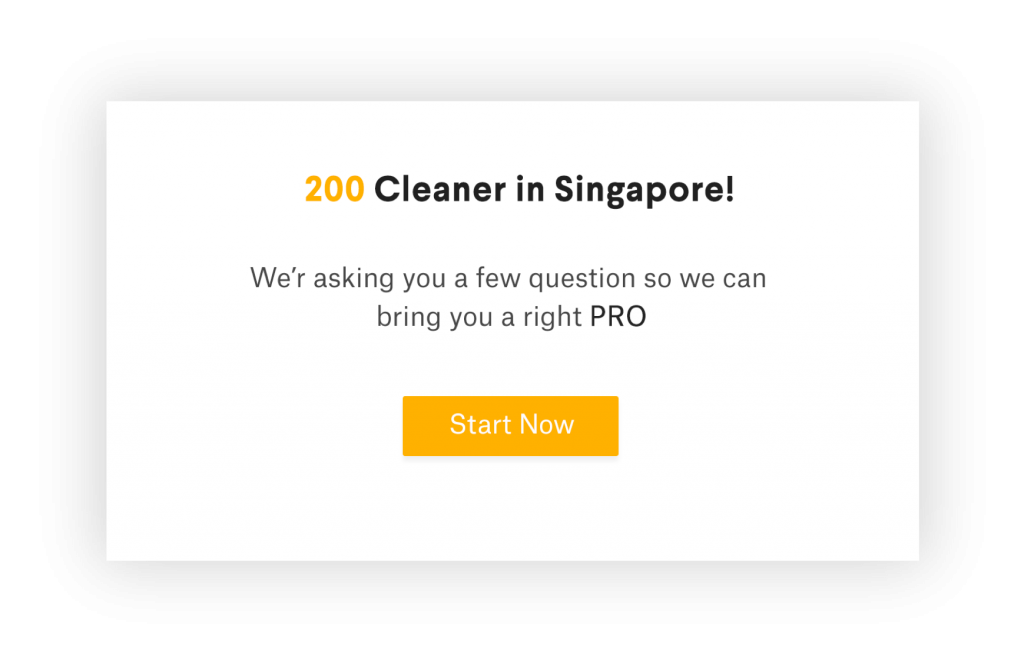 200 Cleaner in Singapore!
We’r asking you a few question so we can
bring you a right PRO
Start Now